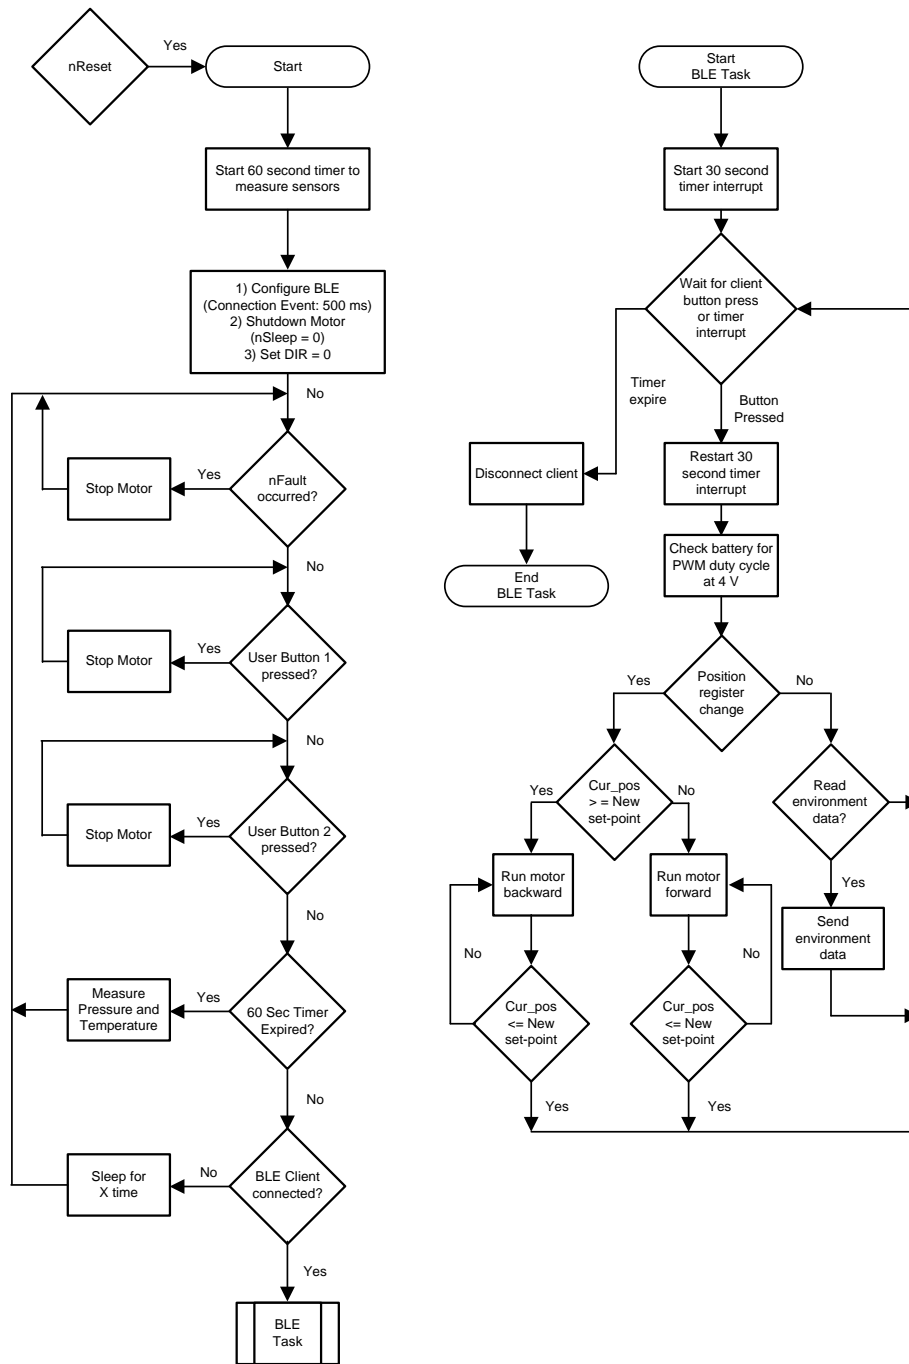 nReset
Yes
Start
Start 60 second timer to
measure sensors
1) Configure BLE
(Connection Event: 500 ms)
2) Shutdown Motor
(nSleep = 0)
3) Set DIR = 0
No
nFault
occurred?
Yes
Stop Motor
No
User Button 1
pressed?
Yes
Stop Motor
No
User Button 2
pressed?
Yes
Stop Motor
No
60 Sec Timer
Expired?
Yes
Measure
Pressure and
Temperature
No
BLE Client
connected?
No
Sleep for
X time
Yes
BLE
Task
Start
BLE Task
Start 30 second
timer interrupt
Wait for client
button press
or timer
interrupt
Timer
expire
Button
Pressed
Disconnect client
End
BLE Task
Restart 30
second timer
interrupt
Check battery for
PWM duty cycle
at 4 V
Position
register
change
Yes
No
Cur_pos
> = New
set-point
Yes
No
Read
environment
data?
Yes
Run motor
backward
Run motor
forward
Send
environment
data
No
No
Cur_pos
<= New
set-point
Cur_pos
<= New
set-point
Yes
Yes